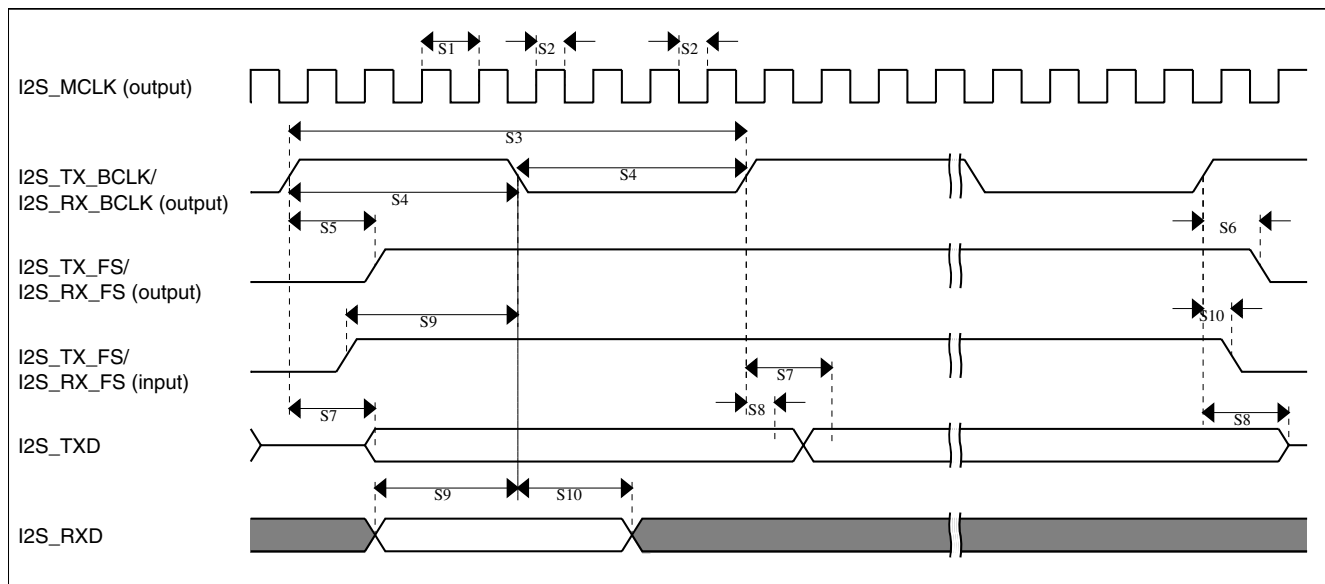 S1
S2
S2
I2S_MCLK (output)
S3
I2S_TX_BCLK/
I2S_RX_BCLK (output)
S4
S4
S5
S6
I2S_TX_FS/
I2S_RX_FS (output)
S9
S10
I2S_TX_FS/
I2S_RX_FS (input)
S7
S7
S8
S8
I2S_TXD
S9
S10
I2S_RXD